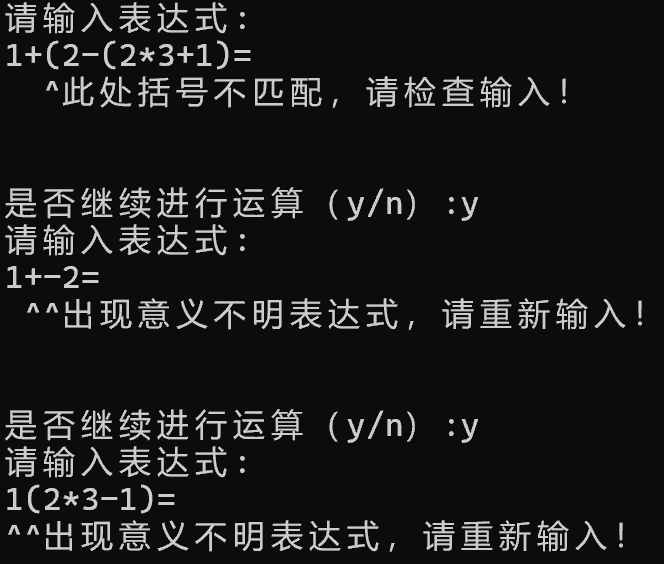 请输入表达式：
1+(2-(2*3+1)=
  ^此处括号不匹配，请检查输入！
是否继续进行运算（y/n）:y
请输入表达式：
1+-2=
 ^^出现意义不明表达式，请重新输入！
是否继续进行运算（y/n）:y
请输入表达式：
1(2*3-1)=
^^出现意义不明表达式，请重新输入！